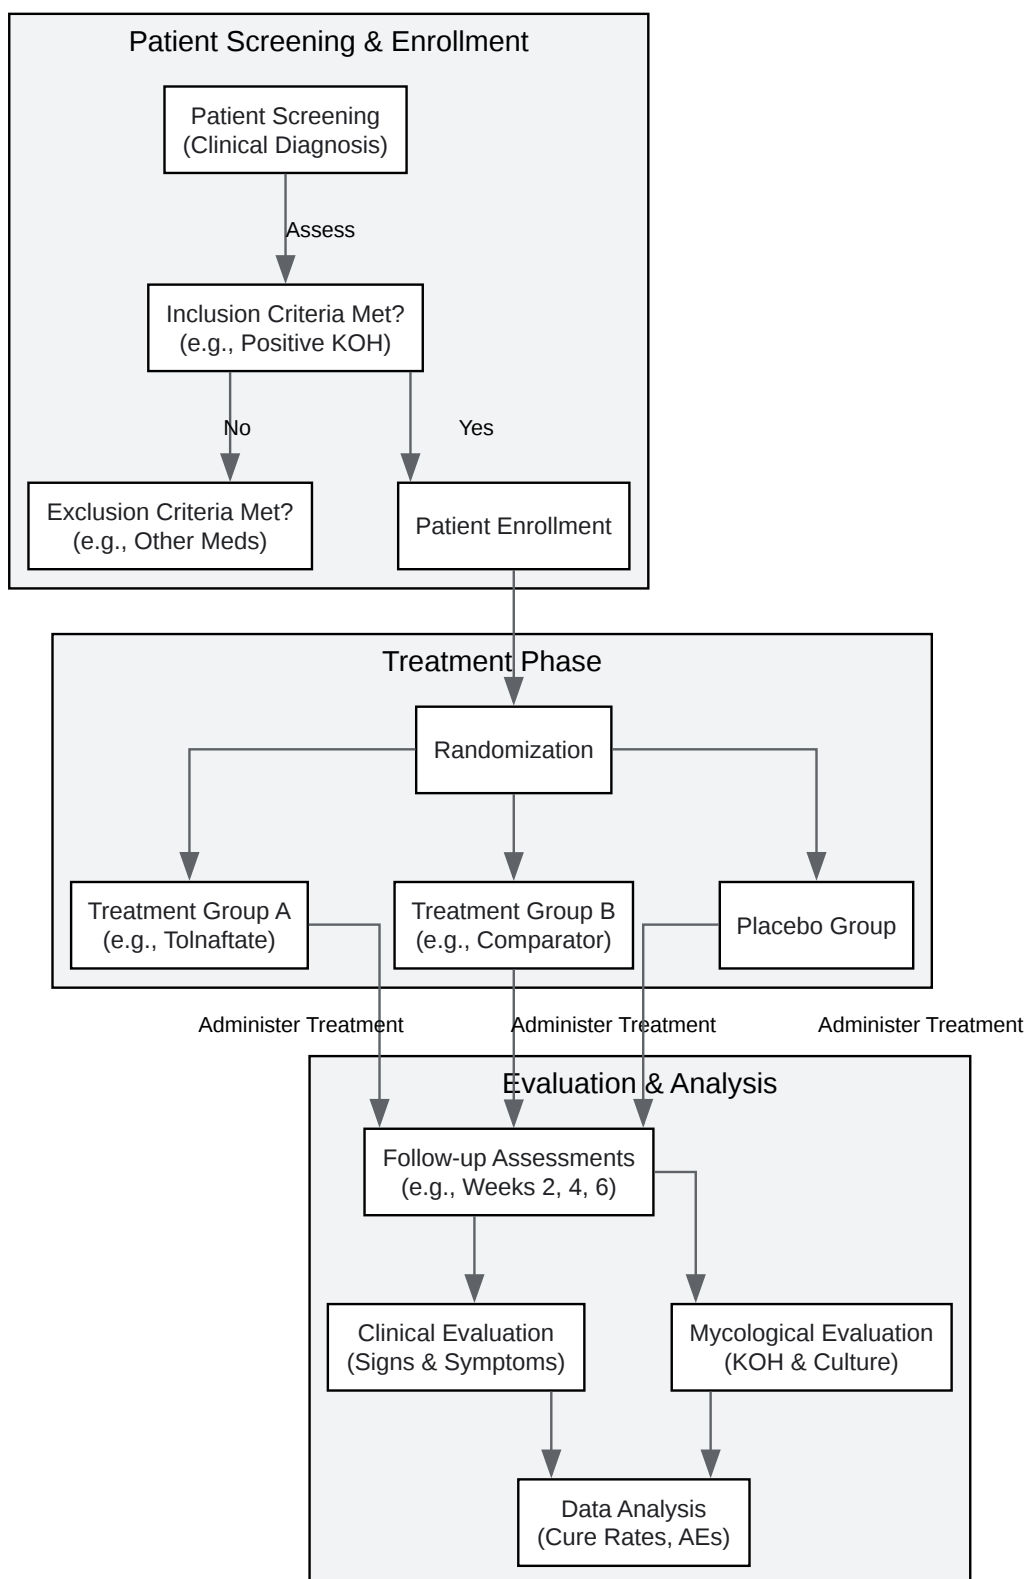 Patient Screening & Enrollment
Patient Screening
(Clinical Diagnosis)
Assess
Inclusion Criteria Met?
(e.g., Positive KOH)
No
Yes
Exclusion Criteria Met?
(e.g., Other Meds)
Patient Enrollment
Treatment Phase
Randomization
Treatment Group A
(e.g., Tolnaftate)
Treatment Group B
(e.g., Comparator)
Placebo Group
Administer Treatment
Administer Treatment
Administer Treatment
Evaluation & Analysis
Follow-up Assessments
(e.g., Weeks 2, 4, 6)
Clinical Evaluation
(Signs & Symptoms)
Mycological Evaluation
(KOH & Culture)
Data Analysis
(Cure Rates, AEs)